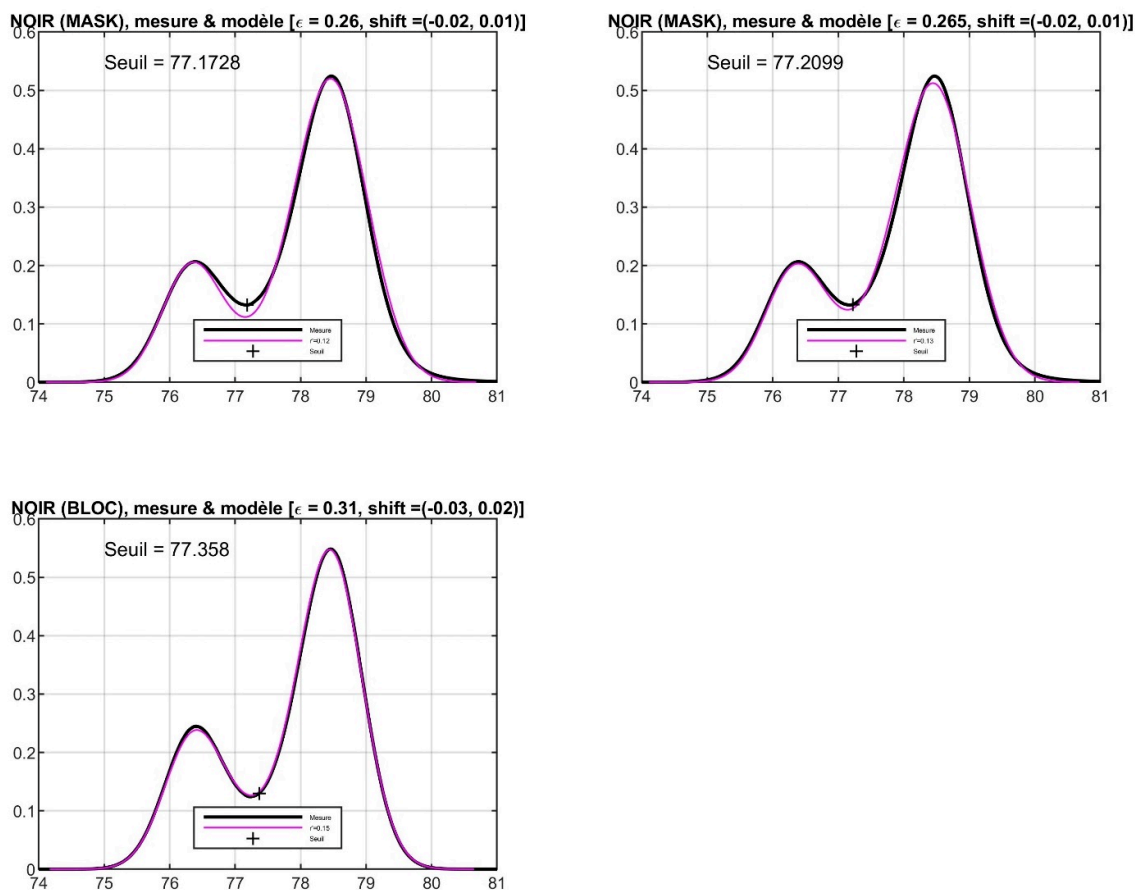 NOIR (MASK), mesure & modèle [ϵ = 0.26, shift =(-0.02, 0.01)]
Seuil = 77.1728
0.6
0.5
0.4
0.3
0.2
0.1
0
Mesure
r'=0.12
Seuil
74 75 76 77 78 79 80 81
NOIR (MASK), mesure & modèle [ϵ = 0.265, shift =(-0.02, 0.01)]
Seuil = 77.2099
0.6
0.5
0.4
0.3
0.2
0.1
0
Mesure
r'=0.13
Seuil
74 75 76 77 78 79 80 81
NOIR (BLOC), mesure & modèle [ϵ = 0.31, shift =(-0.03, 0.02)]
Seuil = 77.358
0.6
0.5
0.4
0.3
0.2
0.1
0
Mesure
r'=0.15
Seuil
74 75 76 77 78 79 80 81